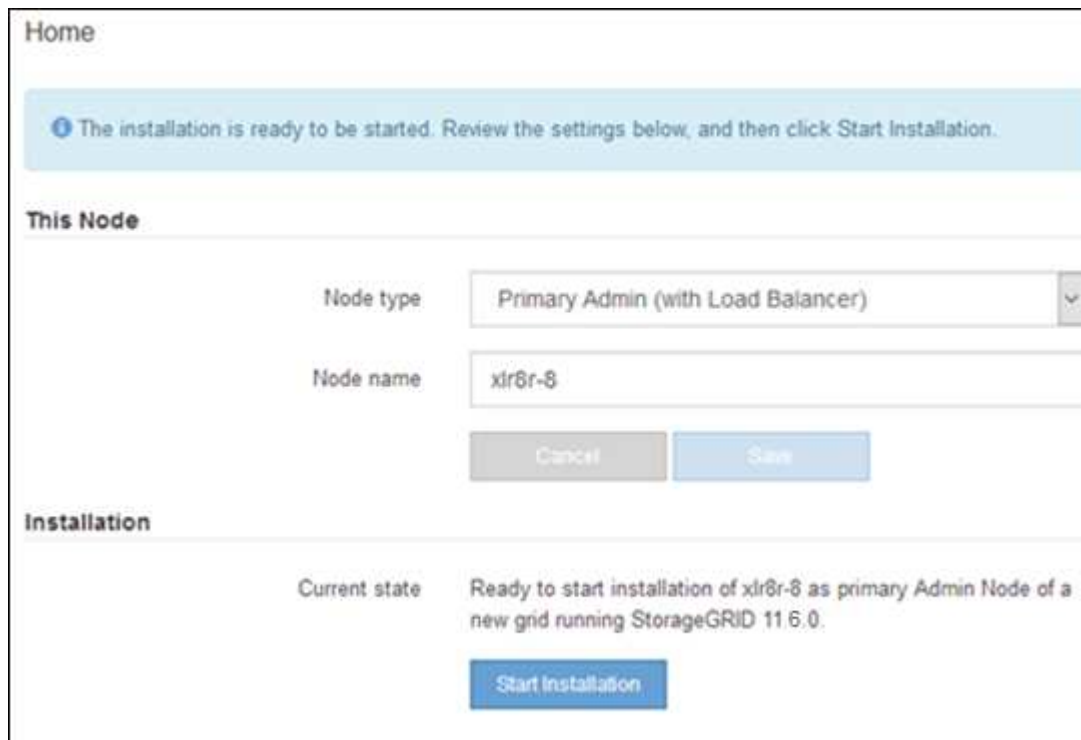 Home
The installation is ready to be started. Review the settings below, and then click Start Installation.
This Node
Node type
Primary Admin (with Load Balancer)
Node name
xlr8r-8
Cancel
Save
Installation
Current state
Ready to start installation of xlr8r-8 as primary Admin Node of a
new grid running StorageGRID 11.6.0.
Start Installation